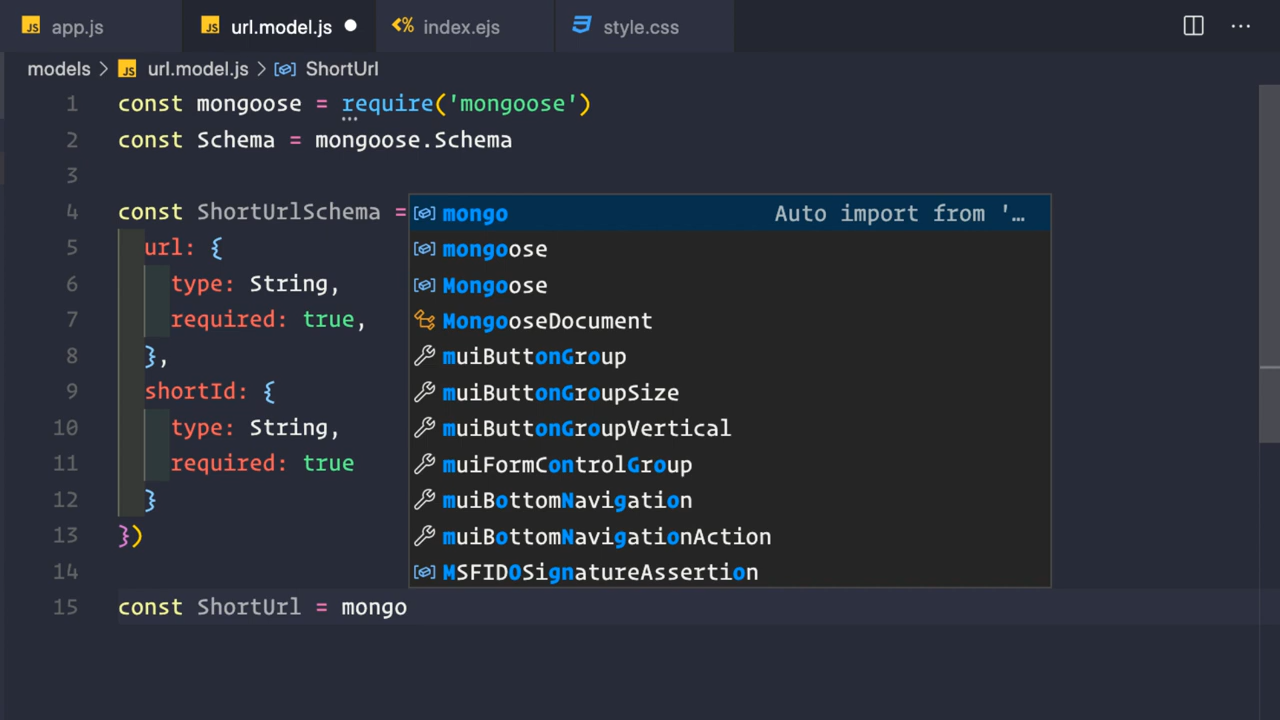 JS app.js JS url.model.js <% index.ejs style.css ...
models > JS url.model.js > ShortUrl
1 const mongoose = require('mongoose')
2 const Schema = mongoose.Schema
3
4 const ShortUrlSchema =
5 url: {
6 type: String,
7 required: true,
8 },
9 shortId: {
10 type: String,
11 required: true
12 }
13 })
14
15 const ShortUrl = mongo
mongo Auto import from '…
mongoose
Mongoose
MongooseDocument
muiButtonGroup
muiButtonGroupSize
muiButtonGroupVertical
muiFormControlGroup
muiBottomNavigation
muiBottomNavigationAction
MSFIDOSignatureAssertion